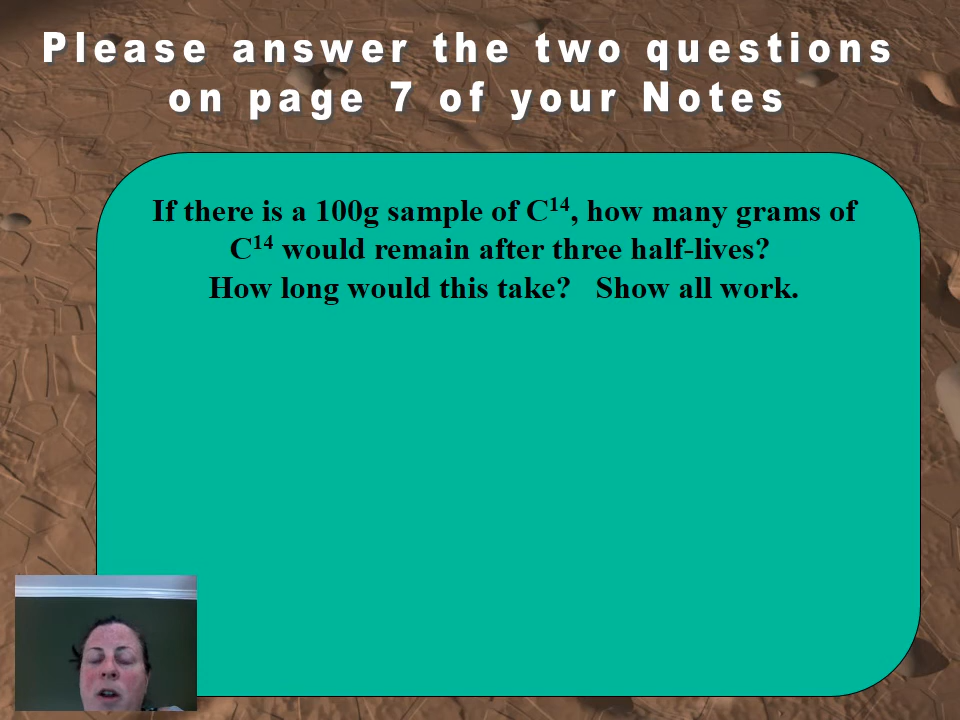 Please answer the two questions
on page 7 of your Notes
If there is a 100g sample of C¹⁴, how many grams of
C¹⁴ would remain after three half-lives?
How long would this take? Show all work.